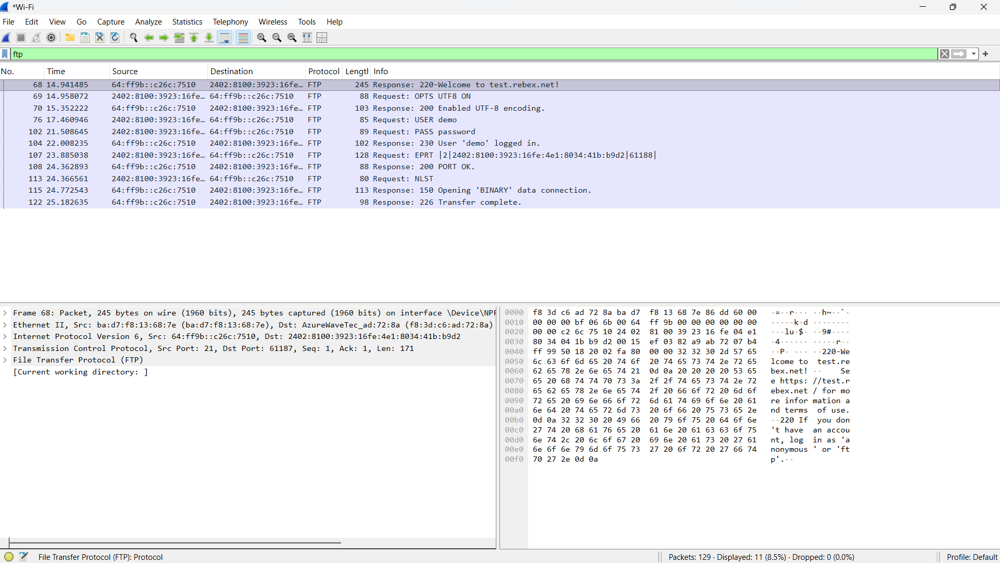 *Wi-Fi
File Edit View Go Capture Analyze Statistics Telephony Wireless Tools Help
ftp
No. Time Source Destination Protocol Length Info
68 14.941485 64:ff9b::c26c:7510 2402:8100:3923:16fe… FTP 245 Response: 220-Welcome to test.rebex.net!
69 14.958072 2402:8100:3923:16fe… 64:ff9b::c26c:7510 FTP 88 Request: OPTS UTF8 ON
70 15.352222 64:ff9b::c26c:7510 2402:8100:3923:16fe… FTP 103 Response: 200 Enabled UTF-8 encoding.
76 17.460946 2402:8100:3923:16fe… 64:ff9b::c26c:7510 FTP 85 Request: USER demo
102 21.508645 2402:8100:3923:16fe… 64:ff9b::c26c:7510 FTP 89 Request: PASS password
104 22.008235 64:ff9b::c26c:7510 2402:8100:3923:16fe… FTP 102 Response: 230 User 'demo' logged in.
107 23.885038 2402:8100:3923:16fe… 64:ff9b::c26c:7510 FTP 128 Request: EPRT |2|2402:8100:3923:16fe:4e1:8034:41b:b9d2|61188|
108 24.362893 64:ff9b::c26c:7510 2402:8100:3923:16fe… FTP 88 Response: 200 PORT OK.
113 24.366561 2402:8100:3923:16fe… 64:ff9b::c26c:7510 FTP 80 Request: NLST
115 24.772543 64:ff9b::c26c:7510 2402:8100:3923:16fe… FTP 113 Response: 150 Opening 'BINARY' data connection.
122 25.182635 64:ff9b::c26c:7510 2402:8100:3923:16fe… FTP 98 Response: 226 Transfer complete.
Frame 68: Packet, 245 bytes on wire (1960 bits), 245 bytes captured (1960 bits) on interface \Device\NPF
Ethernet II, Src: ba:d7:f8:13:68:7e (ba:d7:f8:13:68:7e), Dst: AzureWaveTec_ad:72:8a (f8:3d:c6:ad:72:8a)
Internet Protocol Version 6, Src: 64:ff9b::c26c:7510, Dst: 2402:8100:3923:16fe:4e1:8034:41b:b9d2
Transmission Control Protocol, Src Port: 21, Dst Port: 61187, Seq: 1, Ack: 1, Len: 171
File Transfer Protocol (FTP)
[Current working directory: ]
0000 f8 3d c6 ad 72 8a ba d7 f8 13 68 7e 86 dd 60 00 ·=··r··· ··h~··`·
0010 00 00 00 bf 06 6b 00 64 ff 9b 00 00 00 00 00 00 ·····k·d ········
0020 00 00 c2 6c 75 10 24 02 81 00 39 23 16 fe 04 e1 ···lu·$· ··9#····
0030 80 34 04 1b b9 d2 00 15 ef 03 82 a9 ab 72 07 b4 ·4······ ·····r··
0040 ff 99 50 18 20 02 fa 80 00 00 32 32 30 2d 57 65 ··P· ··· ··220-We
0050 6c 63 6f 6d 65 20 74 6f 20 74 65 73 74 2e 72 65 lcome to test.re
0060 62 65 78 2e 6e 65 74 21 0d 0a 20 20 20 20 53 65 bex.net! ··    Se
0070 65 20 68 74 74 70 73 3a 2f 2f 74 65 73 74 2e 72 e https: //test.r
0080 65 62 65 78 2e 6e 65 74 2f 20 66 6f 72 20 6d 6f ebex.net / for mo
0090 72 65 20 69 6e 66 6f 72 6d 61 74 69 6f 6e 20 61 re infor mation a
00a0 6e 64 20 74 65 72 6d 73 20 6f 66 20 75 73 65 2e nd terms  of use.
00b0 0d 0a 32 32 30 20 49 66 20 79 6f 75 20 64 6f 6e ··220 If  you don
00c0 27 74 20 68 61 76 65 20 61 6e 20 61 63 63 6f 75 't have  an accou
00d0 6e 74 2c 20 6c 6f 67 20 69 6e 20 61 73 20 27 61 nt, log  in as 'a
00e0 6e 6f 6e 79 6d 6f 75 73 27 20 6f 72 20 27 66 74 nonymous ' or 'ft
00f0 70 27 2e 0d 0a p'.··
File Transfer Protocol (FTP): Protocol
Packets: 129 · Displayed: 11 (8.5%) · Dropped: 0 (0.0%)
Profile: Default